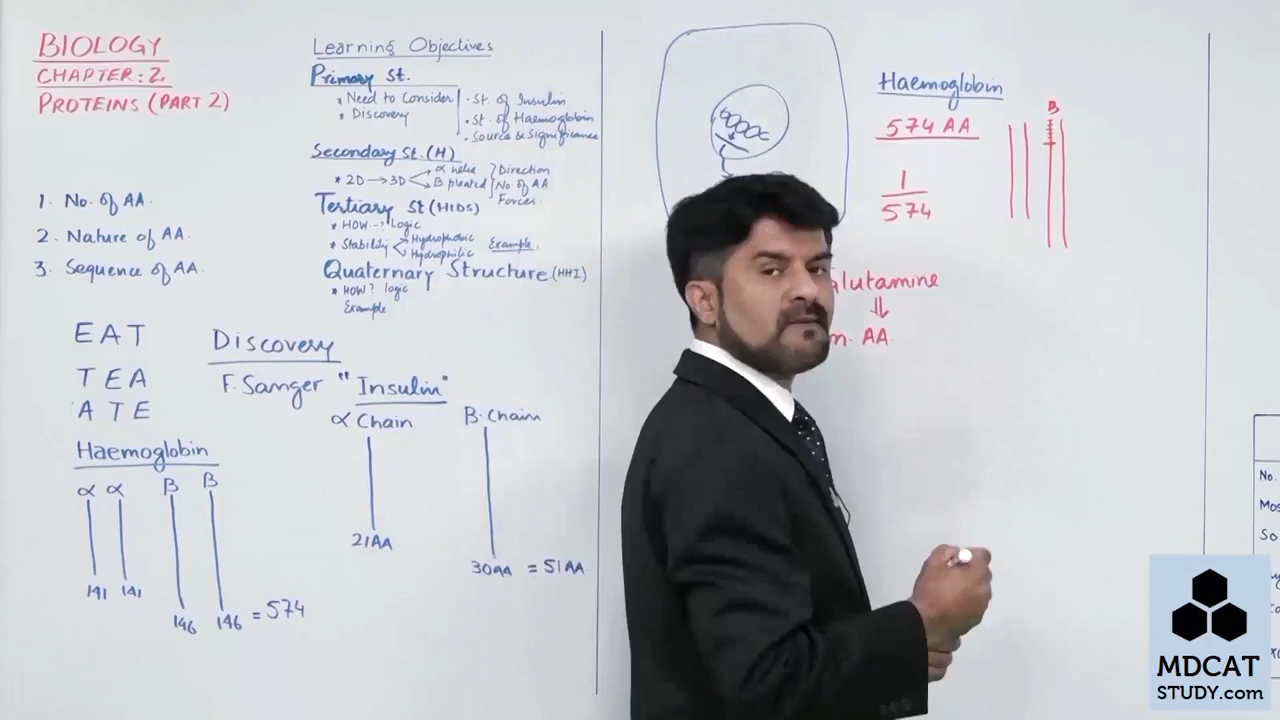 BIOLOGY
CHAPTER: 2.
PROTEINS (PART 2)
1. No. of AA.
2. Nature of AA.
3. Sequence of AA.
EAT
TEA
ATE
Haemoglobin
α α β β
141 141
146 146 = 574
Learning Objectives
Primary St.
* Need to Consider
* Discovery
• St. of Insulin
• St. of Haemoglobin
• Source & Significance
Secondary St. (H)
* 2D → 3D
α helix
β pleated
Direction
No of AA
Forces
Tertiary St (HIDS)
* HOW - ? Logic
* Stability
Hydrophobic
Hydrophilic
Example.
Quaternary Structure (HHI)
* HOW? logic
Example
Discovery
F. Sanger "Insulin"
α Chain
β-Chain
21AA
30AA = 51AA
Haemoglobin
574 AA
1
574
β
lutamine
⇓
AA.
No.
So
MDCAT
STUDY.com